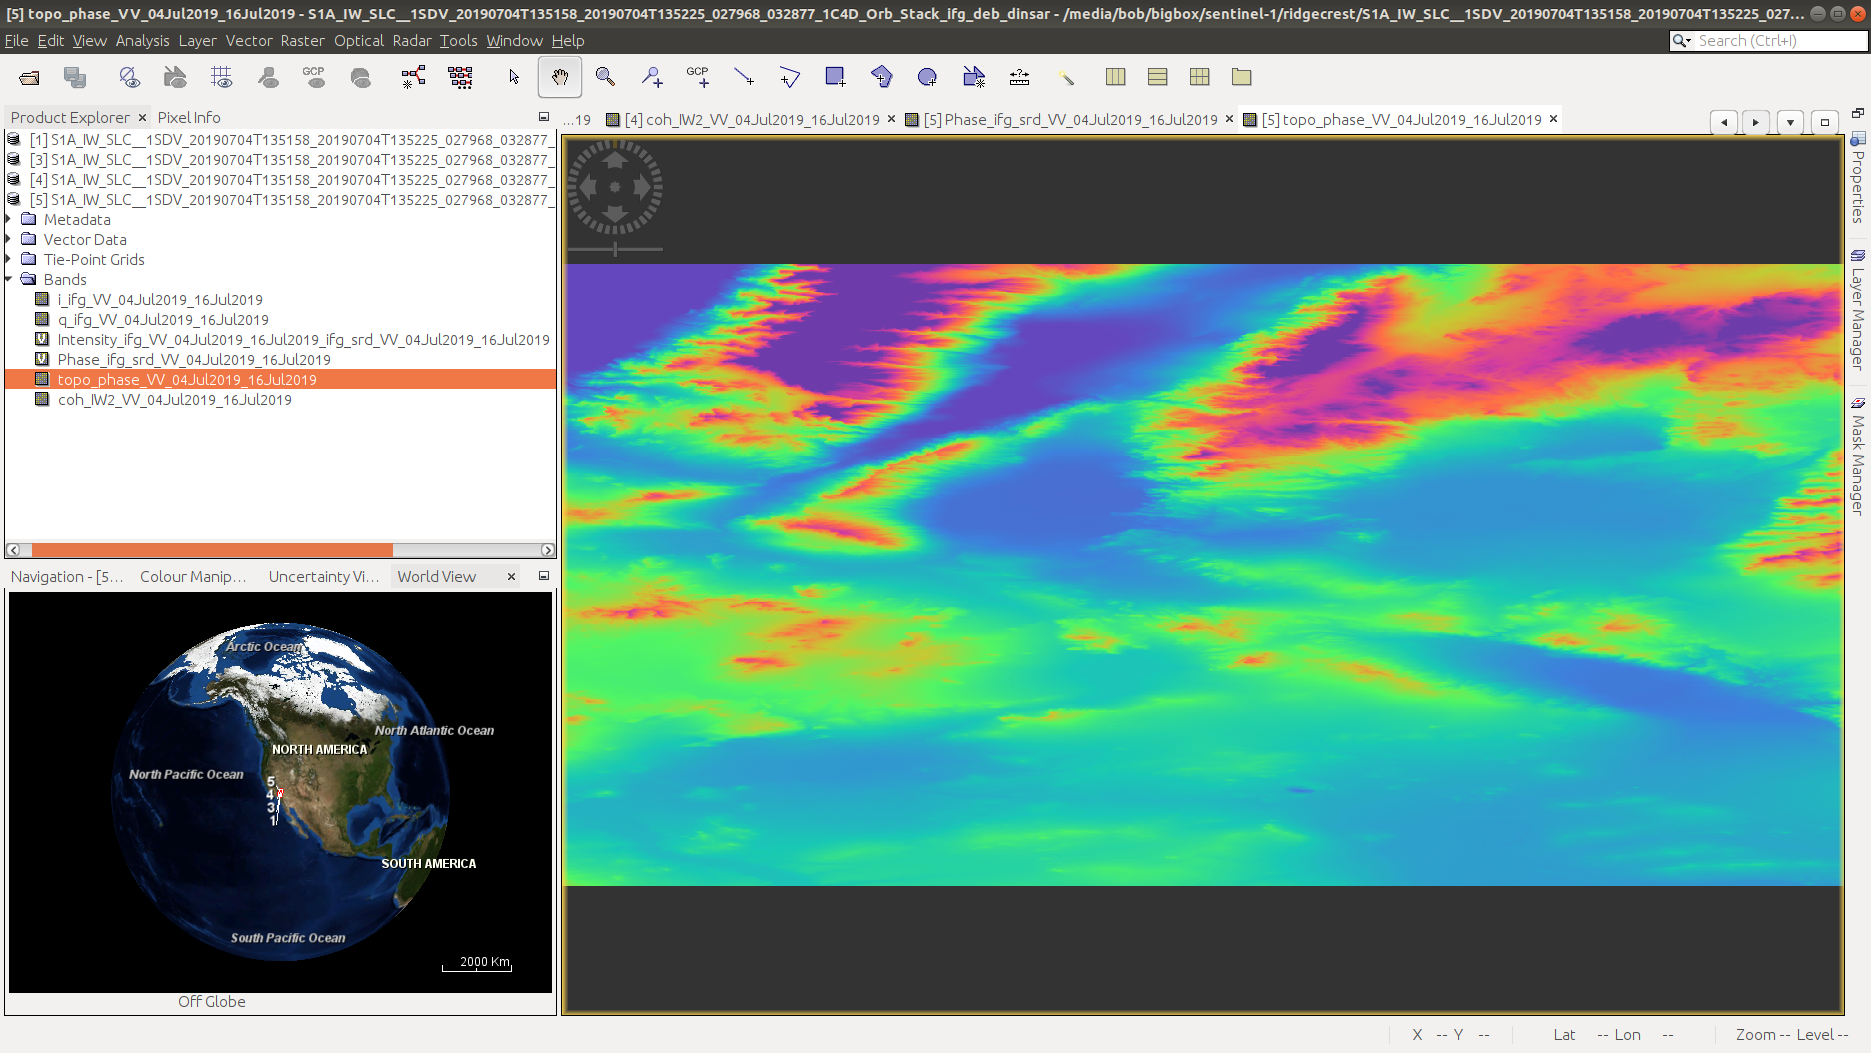 [5] topo_phase_VV_04Jul2019_16Jul2019 - S1A_IW_SLC__1SDV_20190704T135158_20190704T135225_027968_032877_1C4D_Orb_Stack_ifg_deb_dinsar - /media/bob/bigbox/sentinel-1/ridgecrest/S1A_IW_SLC__1SDV_20190704T135158_20190704T135225_027...
File Edit View Analysis Layer Vector Raster Optical Radar Tools Window Help
Search (Ctrl+I)
GCP GCP
Product Explorer Pixel Info
...19 [4] coh_IW2_VV_04Jul2019_16Jul2019 [5] Phase_ifg_srd_VV_04Jul2019_16Jul2019 [5] topo_phase_VV_04Jul2019_16Jul2019
[1] S1A_IW_SLC__1SDV_20190704T135158_20190704T135225_027968_032877_
[3] S1A_IW_SLC__1SDV_20190704T135158_20190704T135225_027968_032877_
[4] S1A_IW_SLC__1SDV_20190704T135158_20190704T135225_027968_032877_
[5] S1A_IW_SLC__1SDV_20190704T135158_20190704T135225_027968_032877_
Metadata
Vector Data
Tie-Point Grids
Bands
i_ifg_VV_04Jul2019_16Jul2019
q_ifg_VV_04Jul2019_16Jul2019
Intensity_ifg_VV_04Jul2019_16Jul2019_ifg_srd_VV_04Jul2019_16Jul2019
Phase_ifg_srd_VV_04Jul2019_16Jul2019
topo_phase_VV_04Jul2019_16Jul2019
coh_IW2_VV_04Jul2019_16Jul2019
Properties
Layer Manager
Mask Manager
Navigation - [5... Colour Manip... Uncertainty Vi... World View
Arctic Ocean
North Atlantic Ocean
NORTH AMERICA
North Pacific Ocean
5
4
3
1
SOUTH AMERICA
South Pacific Ocean
2000 Km
Off Globe
X -- Y -- Lat -- Lon -- Zoom -- Level --